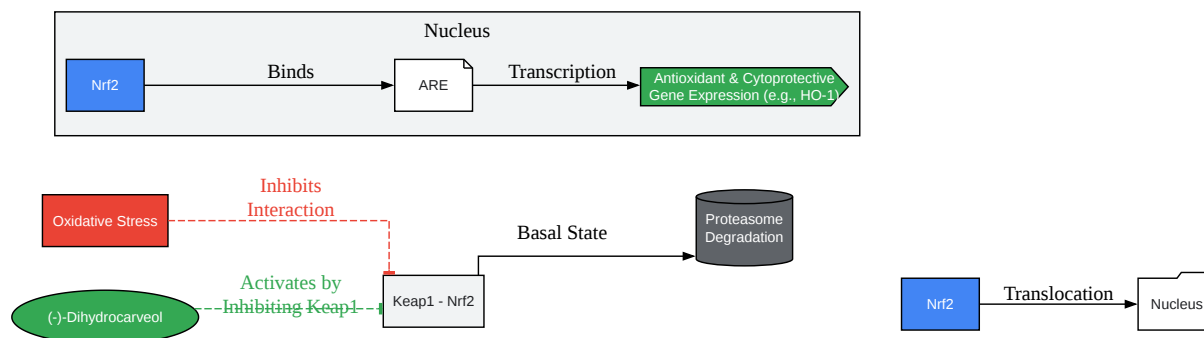 Nucleus
Nrf2
Binds
ARE
Transcription
Antioxidant & Cytoprotective
Gene Expression (e.g., HO-1)
Oxidative Stress
Inhibits
Interaction
Activates by
Inhibiting Keap1
(-)-Dihydrocarveol
Keap1 - Nrf2
Basal State
Proteasome
Degradation
Nrf2
Translocation
Nucleus